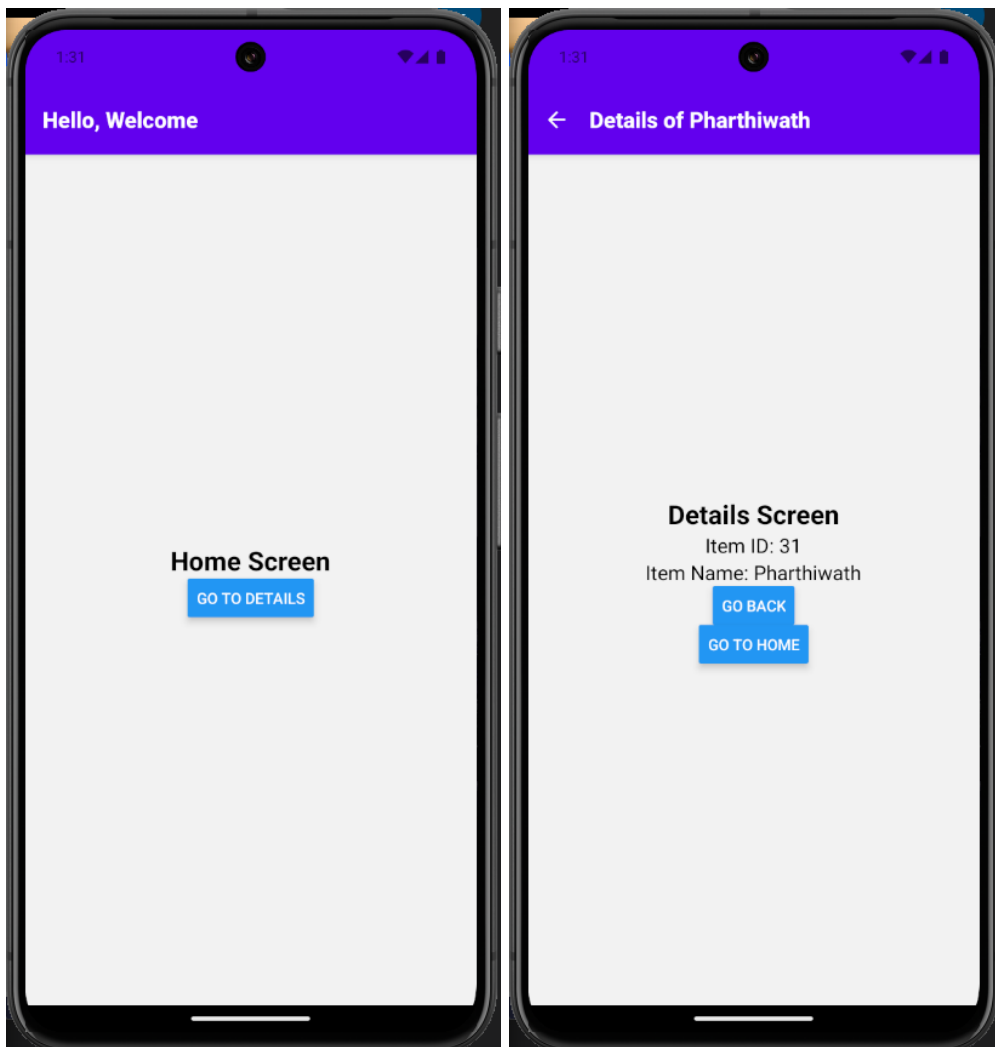 1:31
Hello, Welcome
Home Screen
GO TO DETAILS
1:31
Details of Pharthiwath
Details Screen
Item ID: 31
Item Name: Pharthiwath
GO BACK
GO TO HOME